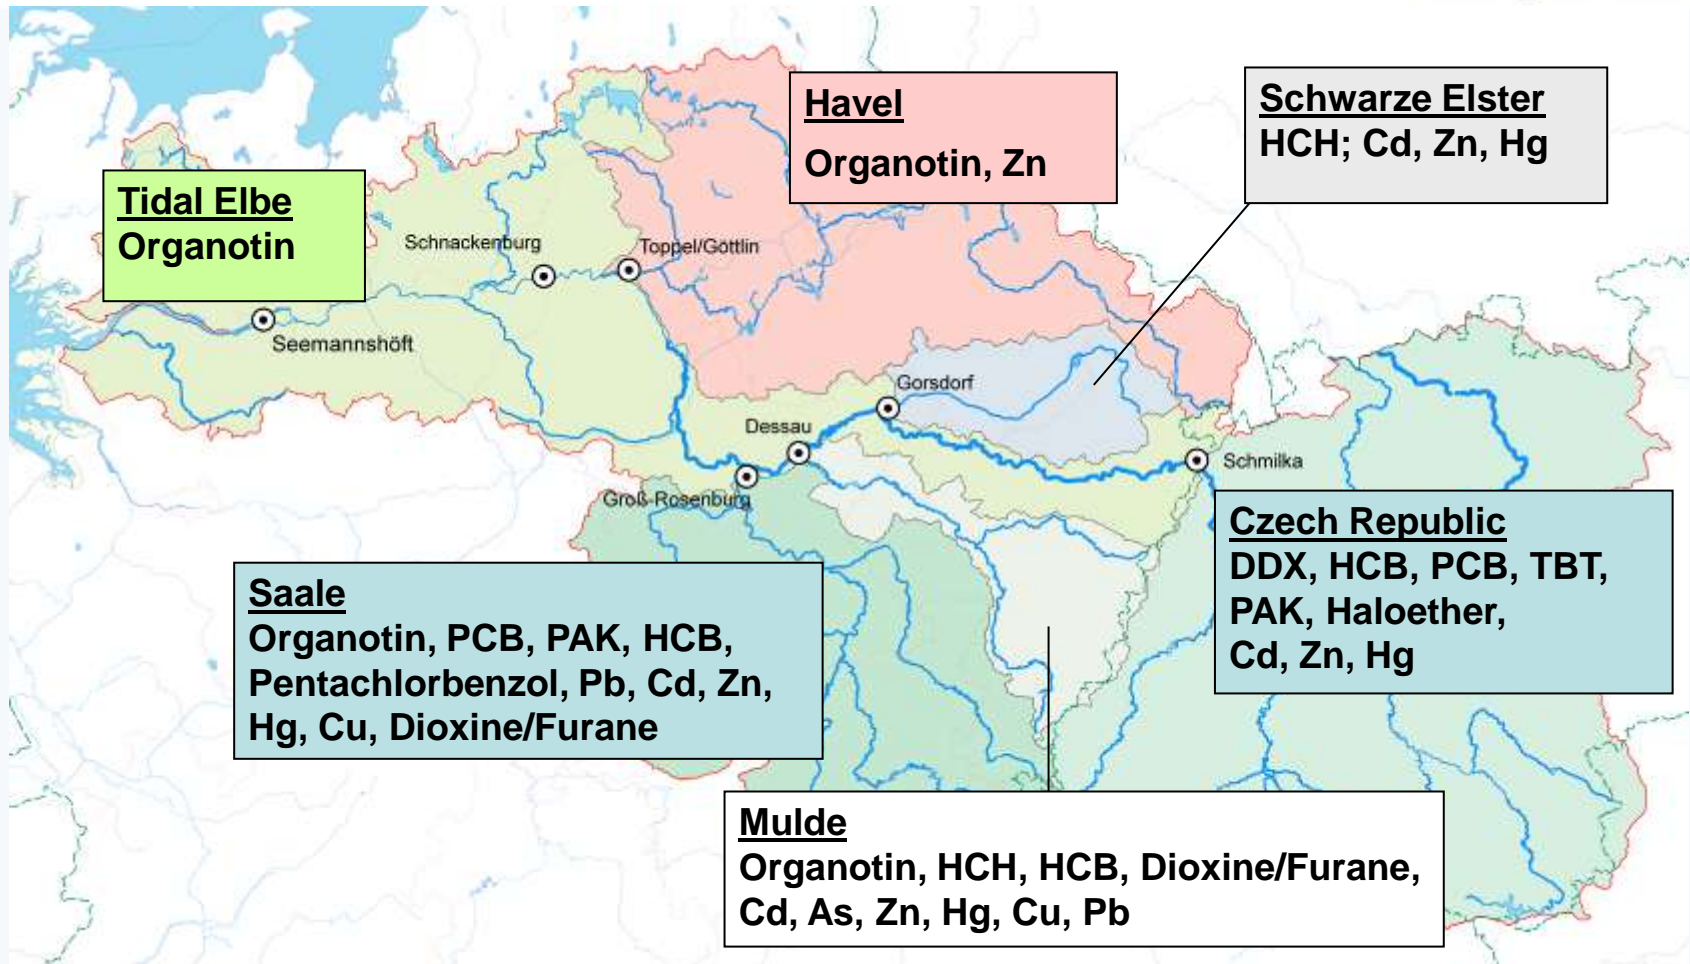 Havel
Organotin, Zn
Schwarze Elster
HCH; Cd, Zn, Hg
Tidal Elbe
Organotin
Schnackenburg
Toppel/Göttlin
Seemannshöft
Gorsdorf
Dessau
Schmilka
Groß-Rosenburg
Czech Republic
DDX, HCB, PCB, TBT,
PAK, Haloether,
Cd, Zn, Hg
Saale
Organotin, PCB, PAK, HCB,
Pentachlorbenzol, Pb, Cd, Zn,
Hg, Cu, Dioxine/Furane
Mulde
Organotin, HCH, HCB, Dioxine/Furane,
Cd, As, Zn, Hg, Cu, Pb